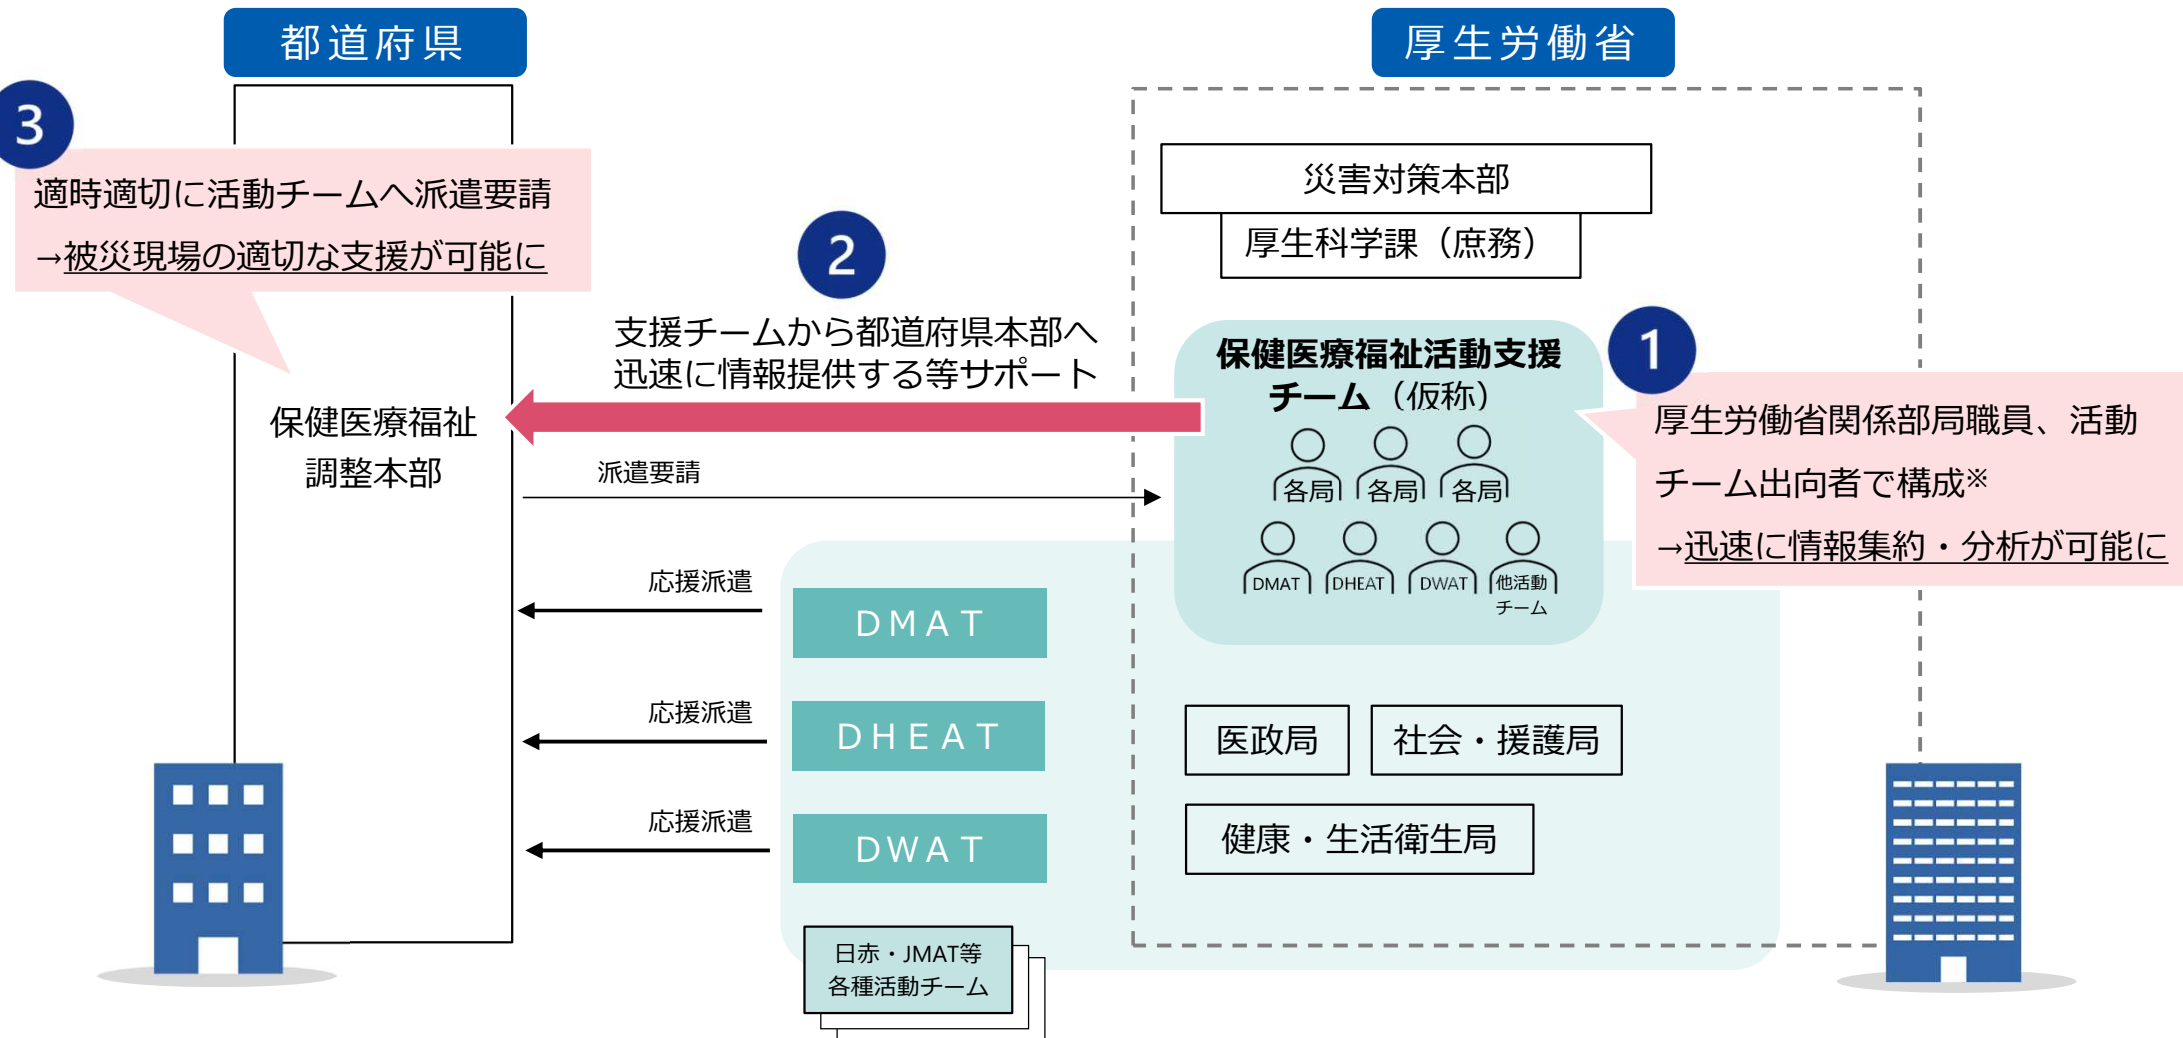 都道府県
厚生労働省
3
適時適切に活動チームへ派遣要請
→被災現場の適切な支援が可能に
保健医療福祉
調整本部
2
支援チームから都道府県本部へ
迅速に情報提供する等サポート
派遣要請
応援派遣
応援派遣
応援派遣
DMAT
DHEAT
DWAT
日赤・JMAT等
各種活動チーム
災害対策本部
厚生科学課（庶務）
保健医療福祉活動支援
チーム（仮称）
各局 各局 各局
DMAT DHEAT DWAT 他活動
チーム
1
厚生労働省関係部局職員、活動
チーム出向者で構成※
→迅速に情報集約・分析が可能に
医政局 社会・援護局
健康・生活衛生局